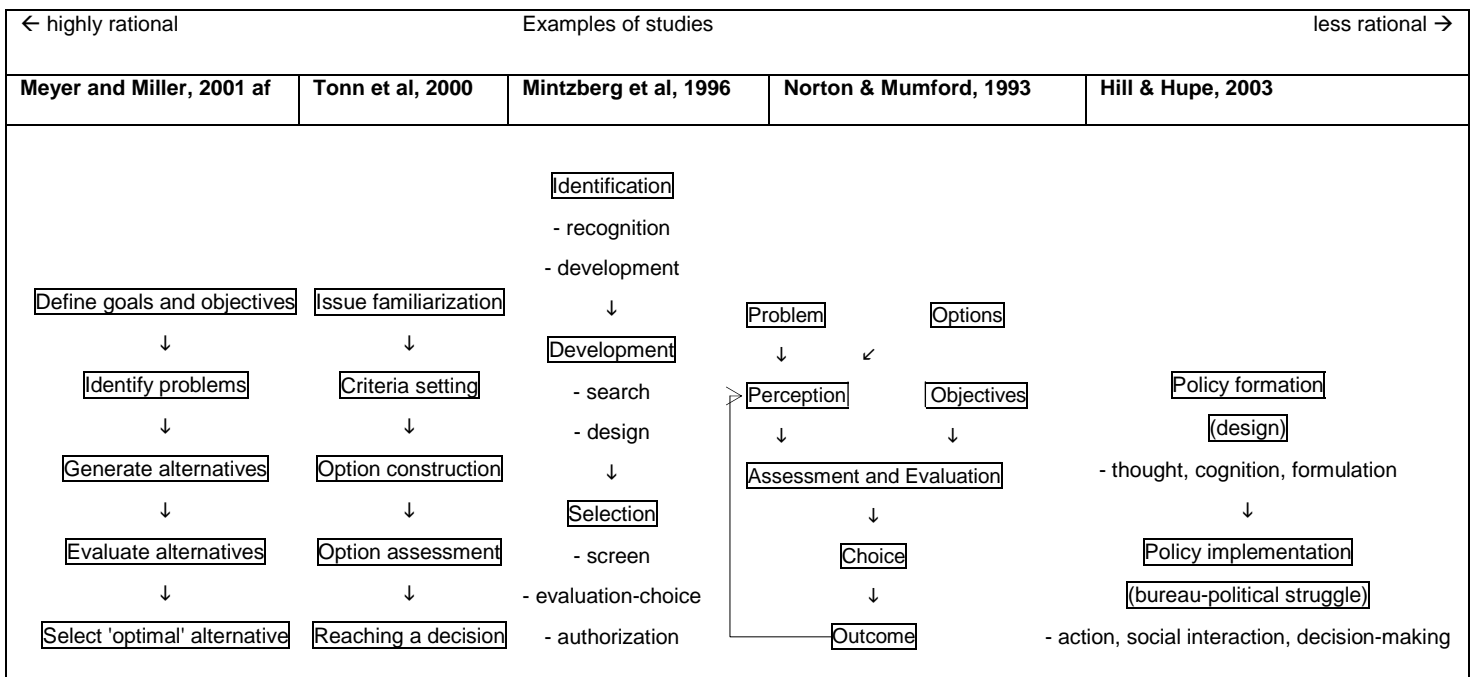 ← highly rational Examples of studies less rational →
Meyer and Miller, 2001 af Tonn et al, 2000 Mintzberg et al, 1996 Norton & Mumford, 1993 Hill & Hupe, 2003
Define goals and objectives
↓
Identify problems
↓
Generate alternatives
↓
Evaluate alternatives
↓
Select 'optimal' alternative
Issue familiarization
↓
Criteria setting
↓
Option construction
↓
Option assessment
↓
Reaching a decision
Identification
- recognition
- development
↓
Development
- search
- design
↓
Selection
- screen
- evaluation-choice
- authorization
Problem Options
↓ ↙
Perception Objectives
↓ ↓
Assessment and Evaluation
↓
Choice
↓
Outcome
Policy formation
(design)
- thought, cognition, formulation
↓
Policy implementation
(bureau-political struggle)
- action, social interaction, decision-making